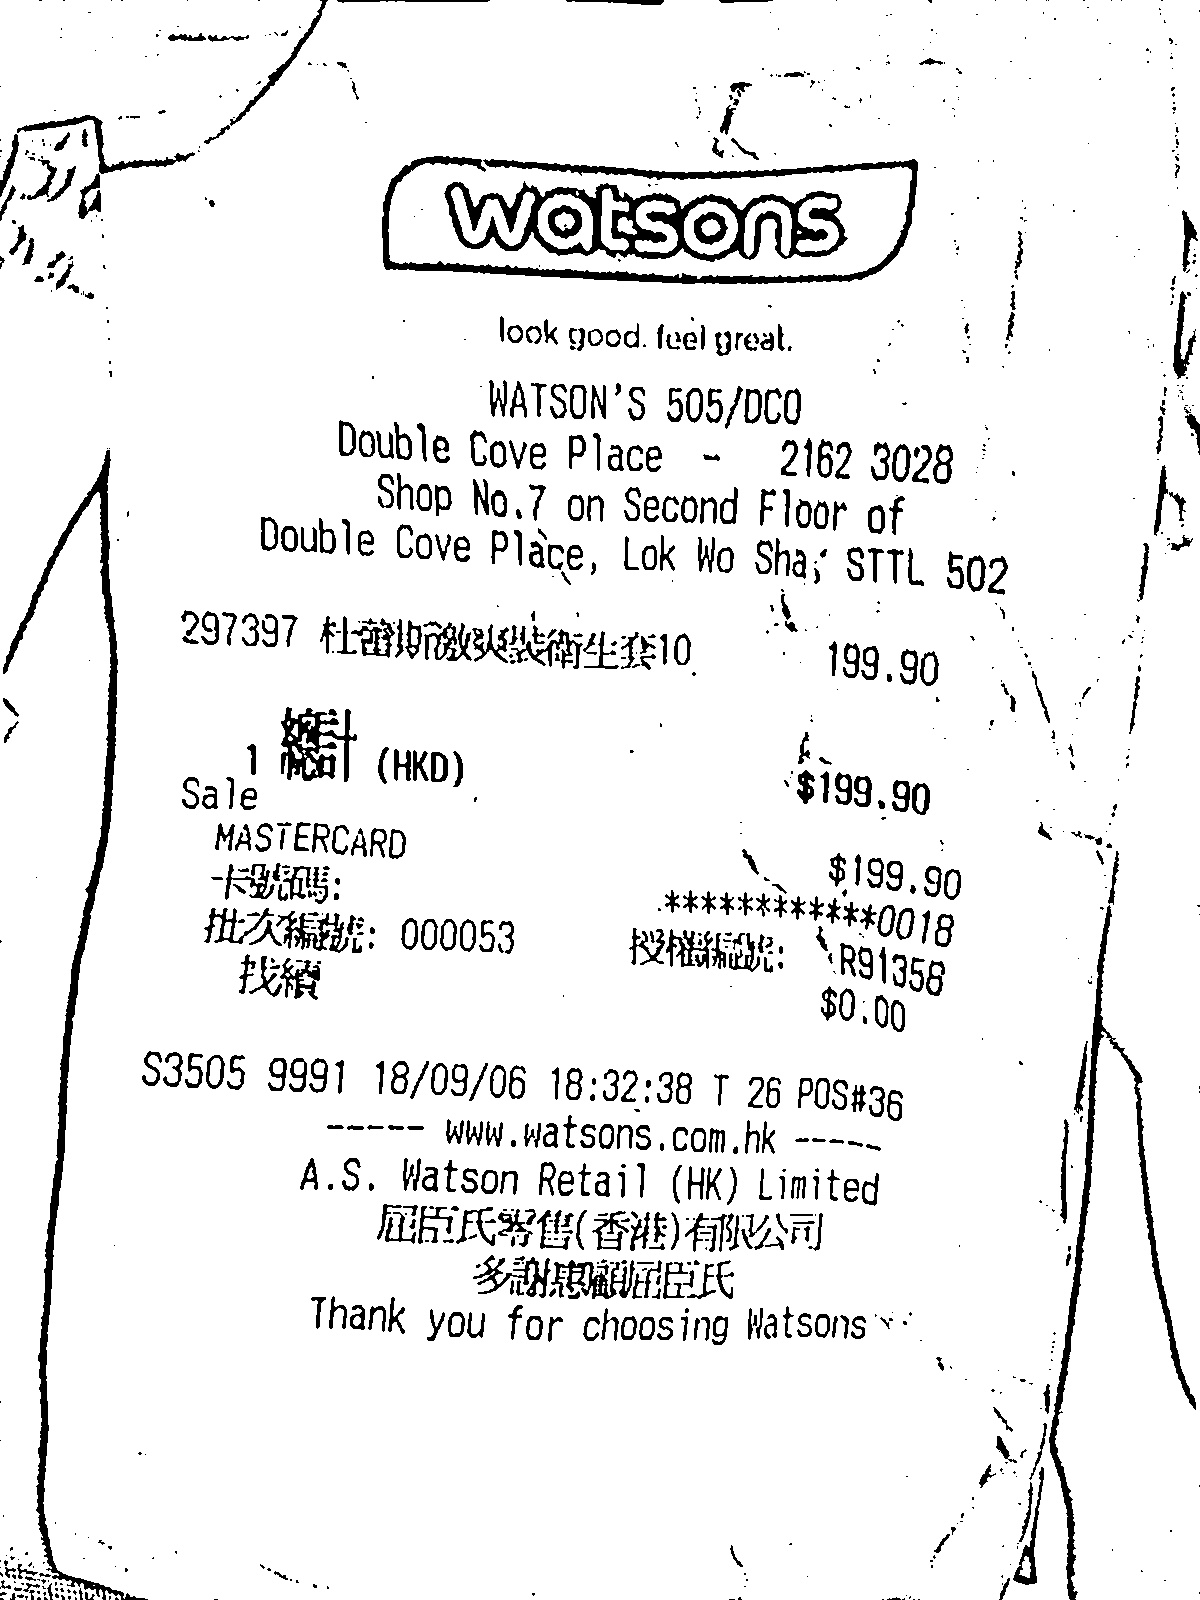 watsons
look good. feel great.
WATSON'S 505/DCO
Double Cove Place - 2162 3028
Shop No.7 on Second Floor of
Double Cove Place, Lok Wo Sha, STTL 502
297397 杜蕾斯激爽裝衛生套10 199.90
1 總計 (HKD) $199.90
Sale
MASTERCARD $199.90
卡號碼: ************0018
批次編號: 000053 授權編號: R91358
找續 $0.00
S3505 9991 18/09/06 18:32:38 T 26 POS#36
----- www.watsons.com.hk -----
A.S. Watson Retail (HK) Limited
屈臣氏零售(香港)有限公司
多謝惠顧屈臣氏
Thank you for choosing Watsons